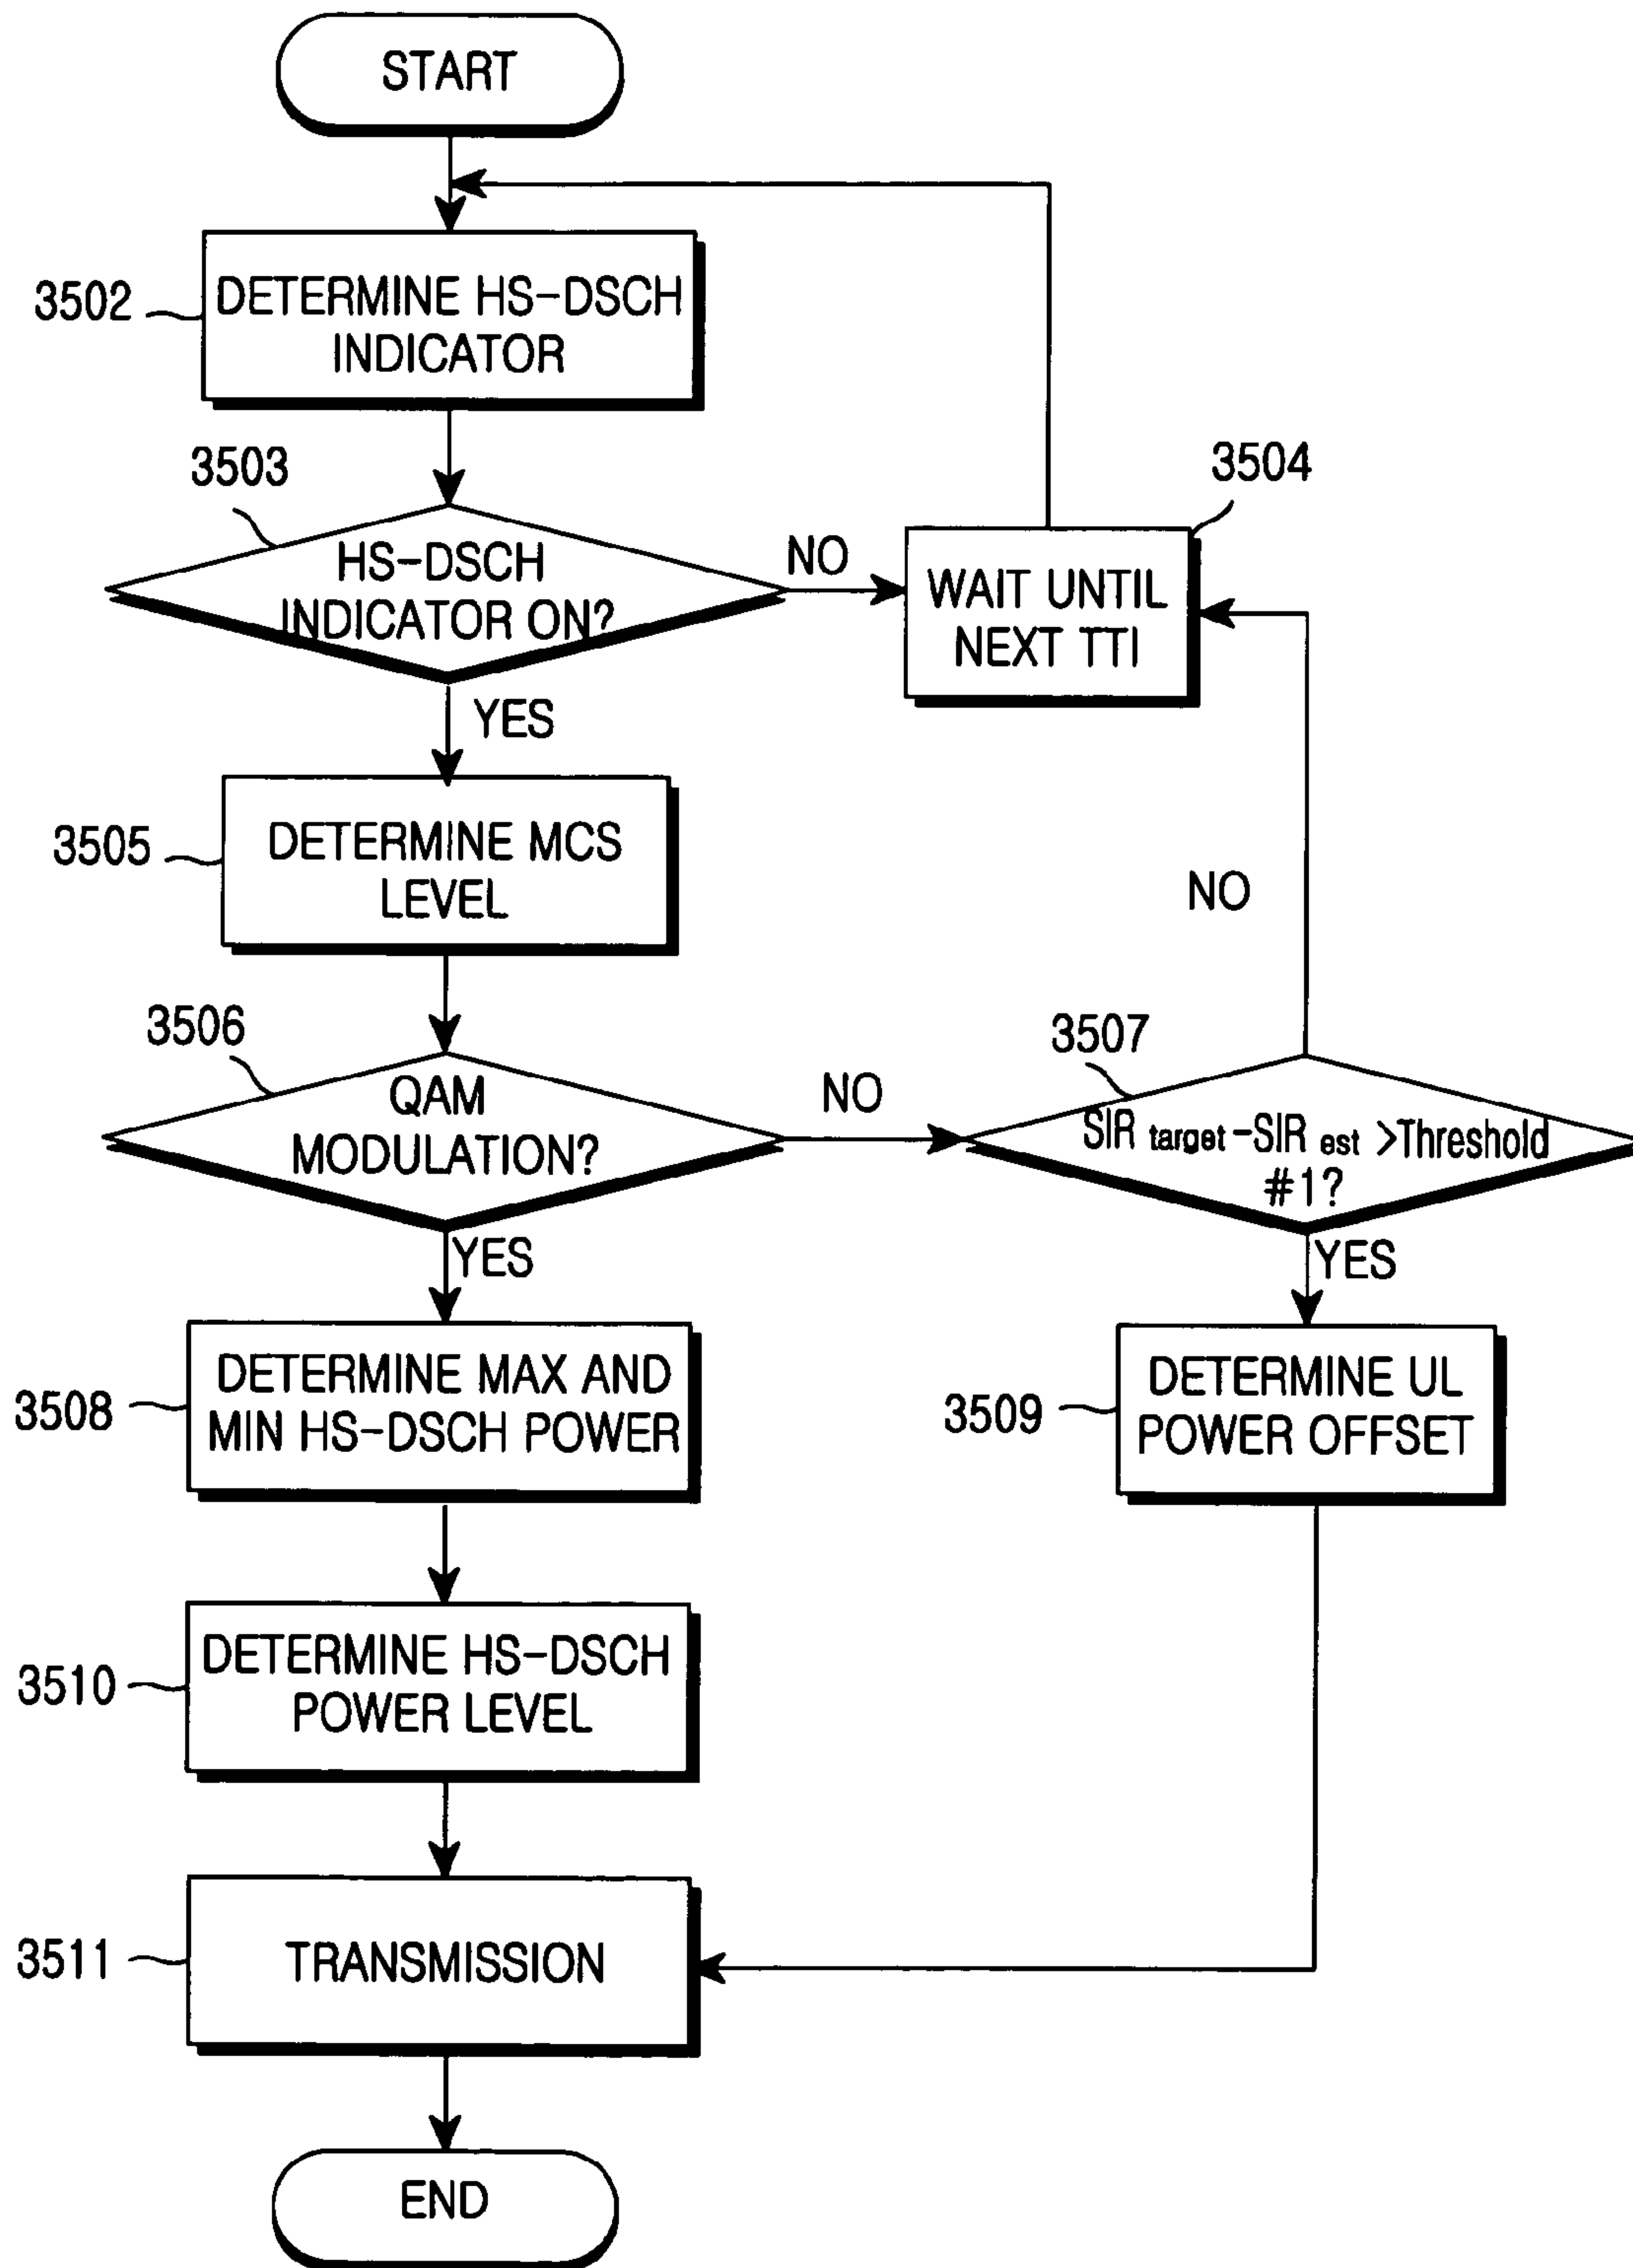 START
3502
DETERMINE HS-DSCH
INDICATOR
3503
HS-DSCH
INDICATOR ON?
NO
3504
WAIT UNTIL
NEXT TTI
YES
3505
DETERMINE MCS
LEVEL
NO
3506
QAM
MODULATION?
NO
3507
SIR target-SIR est >Threshold
#1?
YES
YES
3508
DETERMINE MAX AND
MIN HS-DSCH POWER
3509
DETERMINE UL
POWER OFFSET
3510
DETERMINE HS-DSCH
POWER LEVEL
3511
TRANSMISSION
END